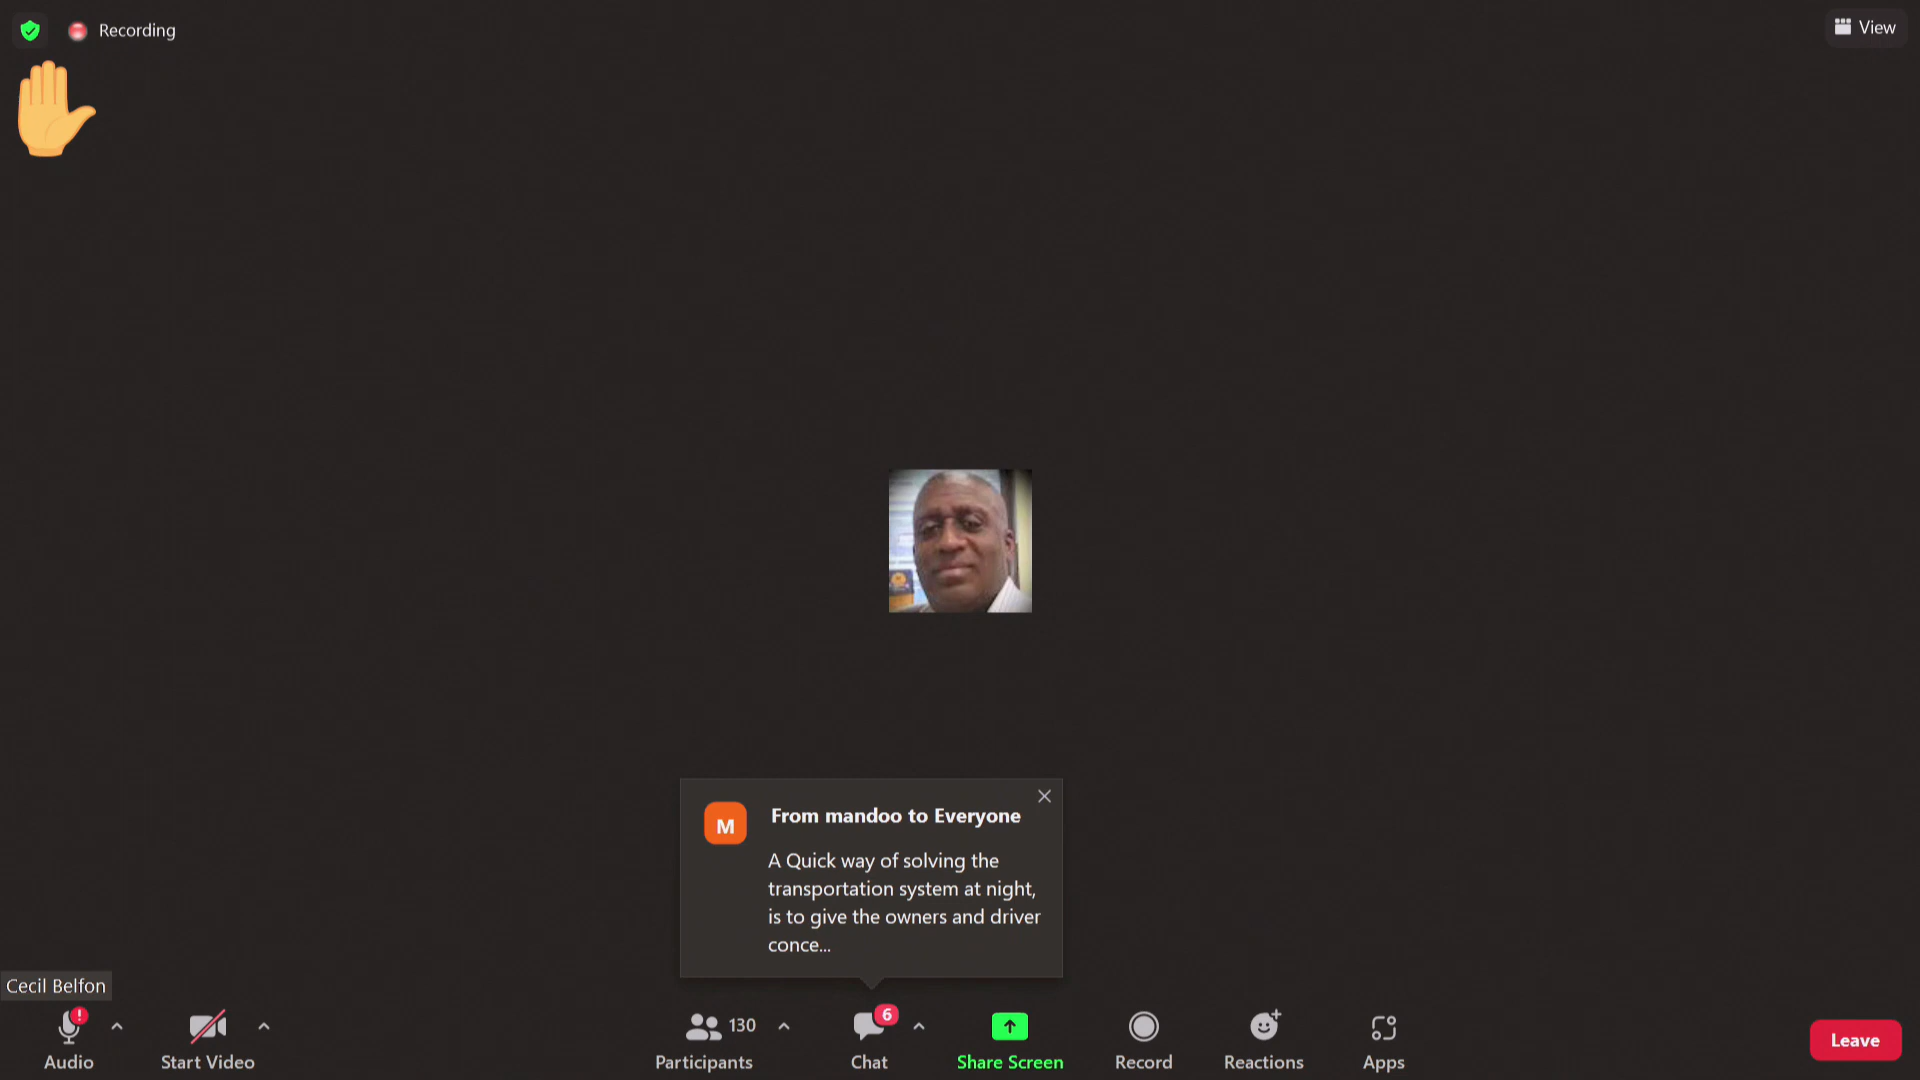 Recording
View
M
From mandoo to Everyone
A Quick way of solving the
transportation system at night,
is to give the owners and driver
conce...
Cecil Belfon
!
130
6
Audio
Start Video
Participants
Chat
Share Screen
Record
Reactions
Apps
Leave